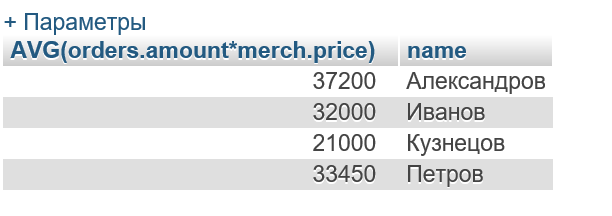 + Параметры
AVG(orders.amount*merch.price) name
37200 Александров
32000 Иванов
21000 Кузнецов
33450 Петров